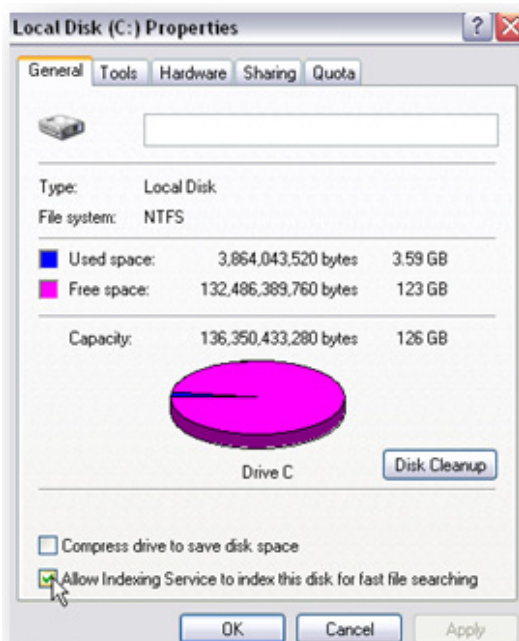 Local Disk (C:) Properties
General Tools Hardware Sharing Quota
Type: Local Disk
File system: NTFS
Used space: 3,864,043,520 bytes 3.59 GB
Free space: 132,486,389,760 bytes 123 GB
Capacity: 136,350,433,280 bytes 126 GB
Drive C
Disk Cleanup
Compress drive to save disk space
Allow Indexing Service to index this disk for fast file searching
OK Cancel Apply